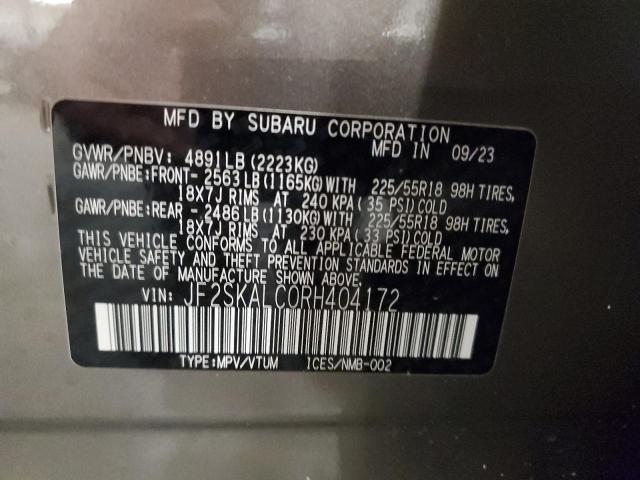 MFD BY SUBARU CORPORATION
MFD IN 09/23
GVWR/PNBV: 4891LB(2223KG)
GAWR/PNBE:FRONT- 2563LB(1165KG)WITH 225/55R18 98H TIRES,
18X7J RIMS AT 240 KPA( 35 PSI)COLD
GAWR/PNBE:REAR - 2486LB(1130KG)WITH 225/55R18 98H TIRES,
18X7J RIMS AT 230 KPA( 33 PSI)COLD
THIS VEHICLE CONFORMS TO ALL APPLICABLE FEDERAL MOTOR
VEHICLE SAFETY AND THEFT PREVENTION STANDARDS IN EFFECT ON
THE DATE OF MANUFACTURE SHOWN ABOVE.
VIN: JF2SKALC0RH404172
TYPE:MPV/VTUM ICES/NMB-002